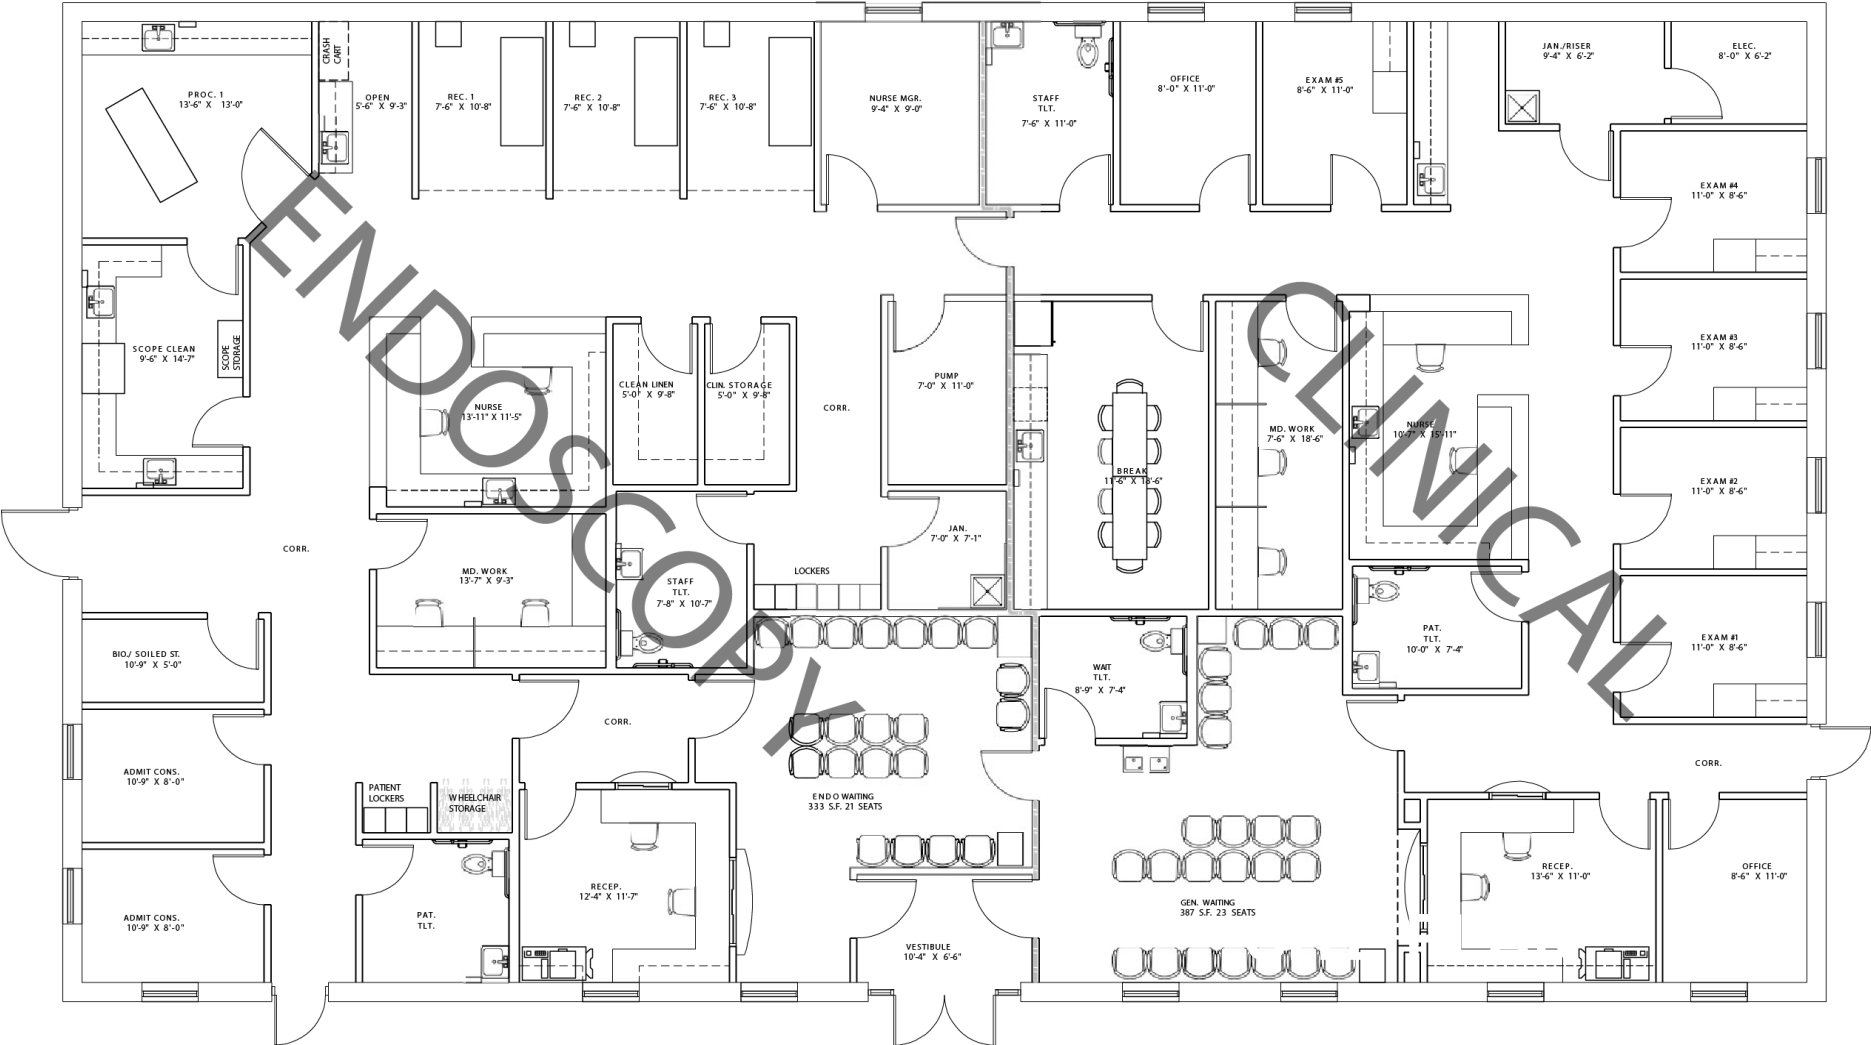 PROC. 1
13'-6" X 13'-0"
CRASH
CART
OPEN
5'-6" X 9'-3"
REC. 1
7'-6" X 10'-8"
REC. 2
7'-6" X 10'-8"
REC. 3
7'-6" X 10'-8"
NURSE MGR.
9'-4" X 9'-0"
STAFF
TLT.
7'-6" X 11'-0"
OFFICE
8'-0" X 11'-0"
EXAM #5
8'-6" X 11'-0"
JAN./RISER
9'-4" X 6'-2"
ELEC.
8'-0" X 6'-2"
EXAM #4
11'-0" X 8'-6"
SCOPE CLEAN
9'-6" X 14'-7"
SCOPE
STORAGE
NURSE
13'-11" X 11'-5"
CLEAN LINEN
5'-0" X 9'-8"
CLIN. STORAGE
5'-0" X 9'-8"
CORR.
PUMP
7'-0" X 11'-0"
BREAK
11'-6" X 18'-6"
MD. WORK
7'-6" X 18'-6"
NURSE
10'-7" X 15'-11"
EXAM #3
11'-0" X 8'-6"
EXAM #2
11'-0" X 8'-6"
ENDOSCOPY
CLINICAL
CORR.
MD. WORK
13'-7" X 9'-3"
STAFF
TLT.
7'-8" X 10'-7"
LOCKERS
JAN.
7'-0" X 7'-1"
BIO./ SOILED ST.
10'-9" X 5'-0"
WAIT
TLT.
8'-9" X 7'-4"
PAT.
TLT.
10'-0" X 7'-4"
EXAM #1
11'-0" X 8'-6"
CORR.
CORR.
ADMIT CONS.
10'-9" X 8'-0"
PATIENT
LOCKERS
WHEELCHAIR
STORAGE
ENDO WAITING
333 S.F. 21 SEATS
ADMIT CONS.
10'-9" X 8'-0"
PAT.
TLT.
RECEP.
12'-4" X 11'-7"
VESTIBULE
10'-4" X 6'-6"
GEN. WAITING
387 S.F. 23 SEATS
RECEP.
13'-6" X 11'-0"
OFFICE
8'-6" X 11'-0"